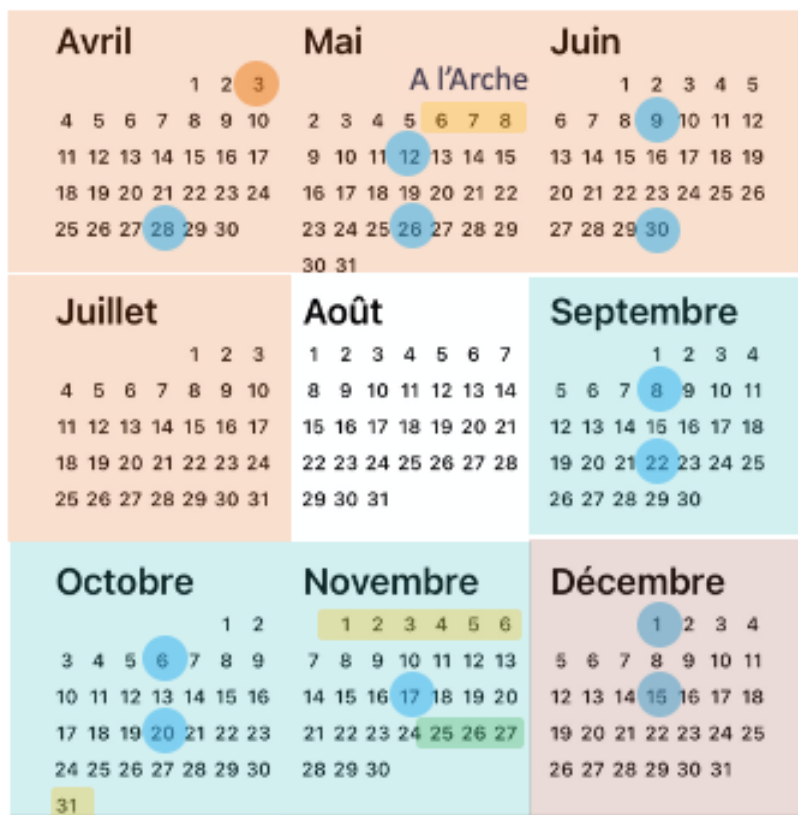 Avril
1 2 3
4 5 6 7 8 9 10
11 12 13 14 15 16 17
18 19 20 21 22 23 24
25 26 27 28 29 30
Mai
A l'Arche
2 3 4 5 6 7 8
9 10 11 12 13 14 15
16 17 18 19 20 21 22
23 24 25 26 27 28 29
30 31
Juin
1 2 3 4 5
6 7 8 9 10 11 12
13 14 15 16 17 18 19
20 21 22 23 24 25 26
27 28 29 30
Juillet
1 2 3
4 5 6 7 8 9 10
11 12 13 14 15 16 17
18 19 20 21 22 23 24
25 26 27 28 29 30 31
Août
1 2 3 4 5 6 7
8 9 10 11 12 13 14
15 16 17 18 19 20 21
22 23 24 25 26 27 28
29 30 31
Septembre
1 2 3 4
5 6 7 8 9 10 11
12 13 14 15 16 17 18
19 20 21 22 23 24 25
26 27 28 29 30
Octobre
1 2
3 4 5 6 7 8 9
10 11 12 13 14 15 16
17 18 19 20 21 22 23
24 25 26 27 28 29 30
31
Novembre
1 2 3 4 5 6
7 8 9 10 11 12 13
14 15 16 17 18 19 20
21 22 23 24 25 26 27
28 29 30
Décembre
1 2 3 4
5 6 7 8 9 10 11
12 13 14 15 16 17 18
19 20 21 22 23 24 25
26 27 28 29 30 31